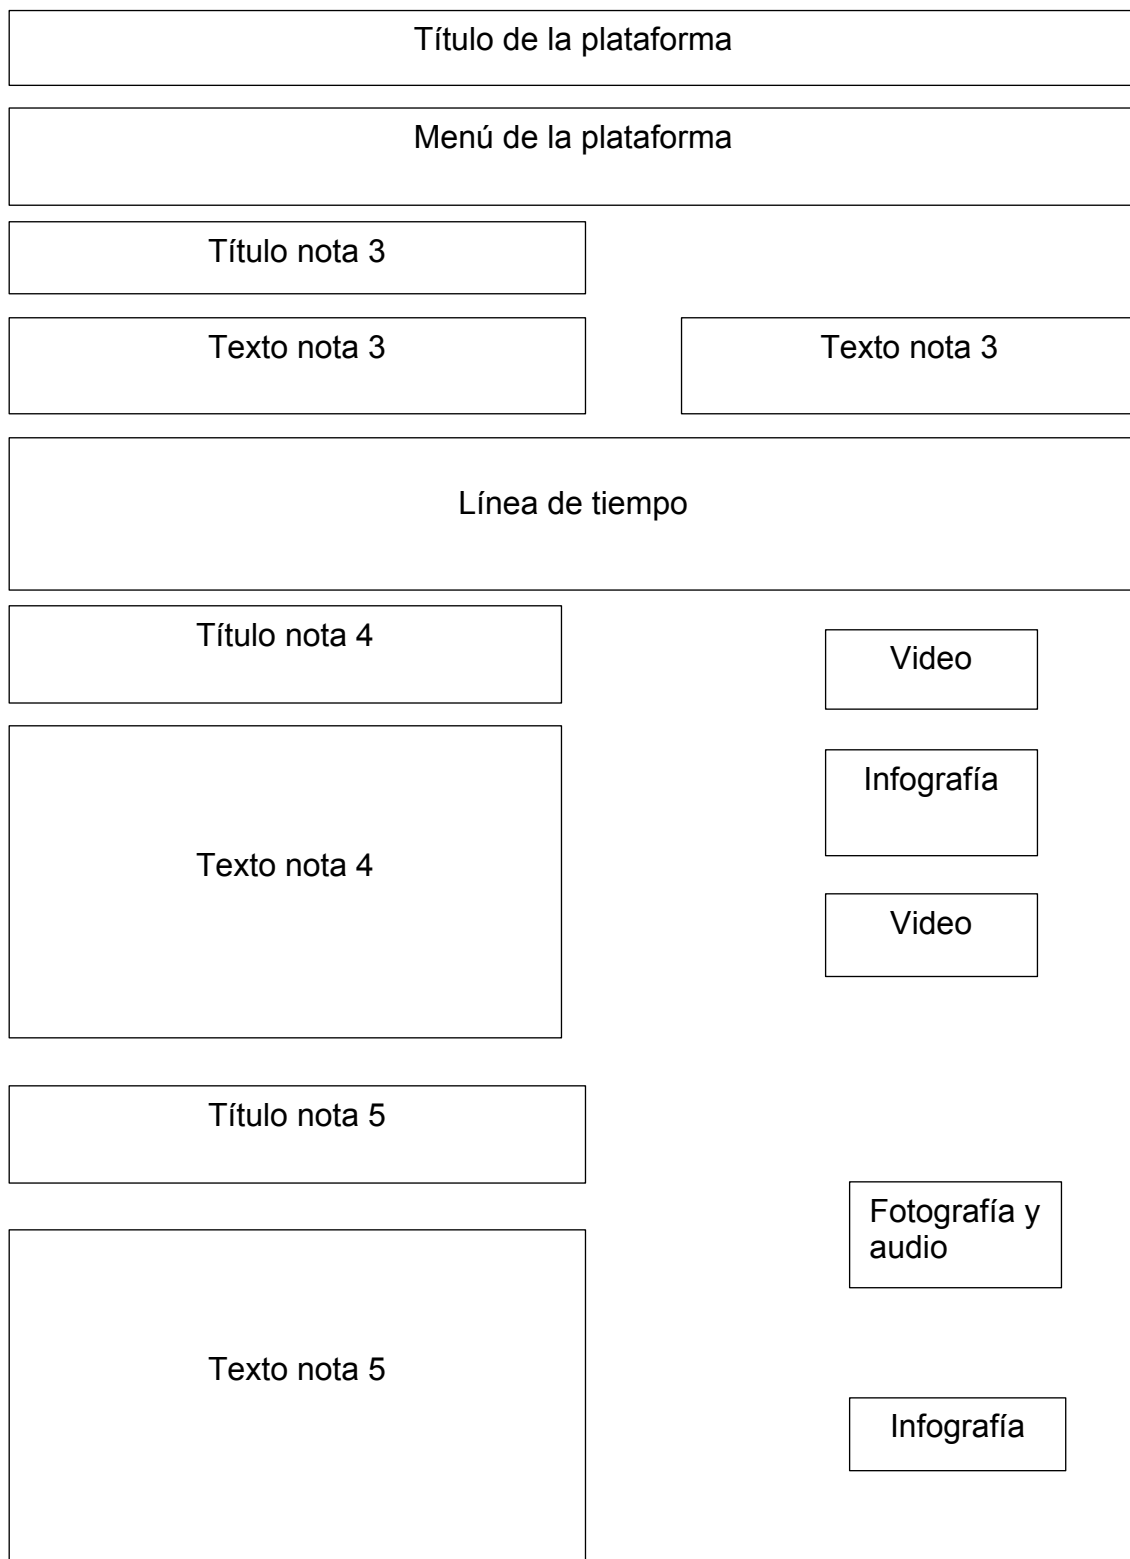 Título de la plataforma
Menú de la plataforma
Título nota 3
Texto nota 3
Texto nota 3
Línea de tiempo
Título nota 4
Video
Infografía
Texto nota 4
Video
Título nota 5
Fotografía y
audio
Texto nota 5
Infografía